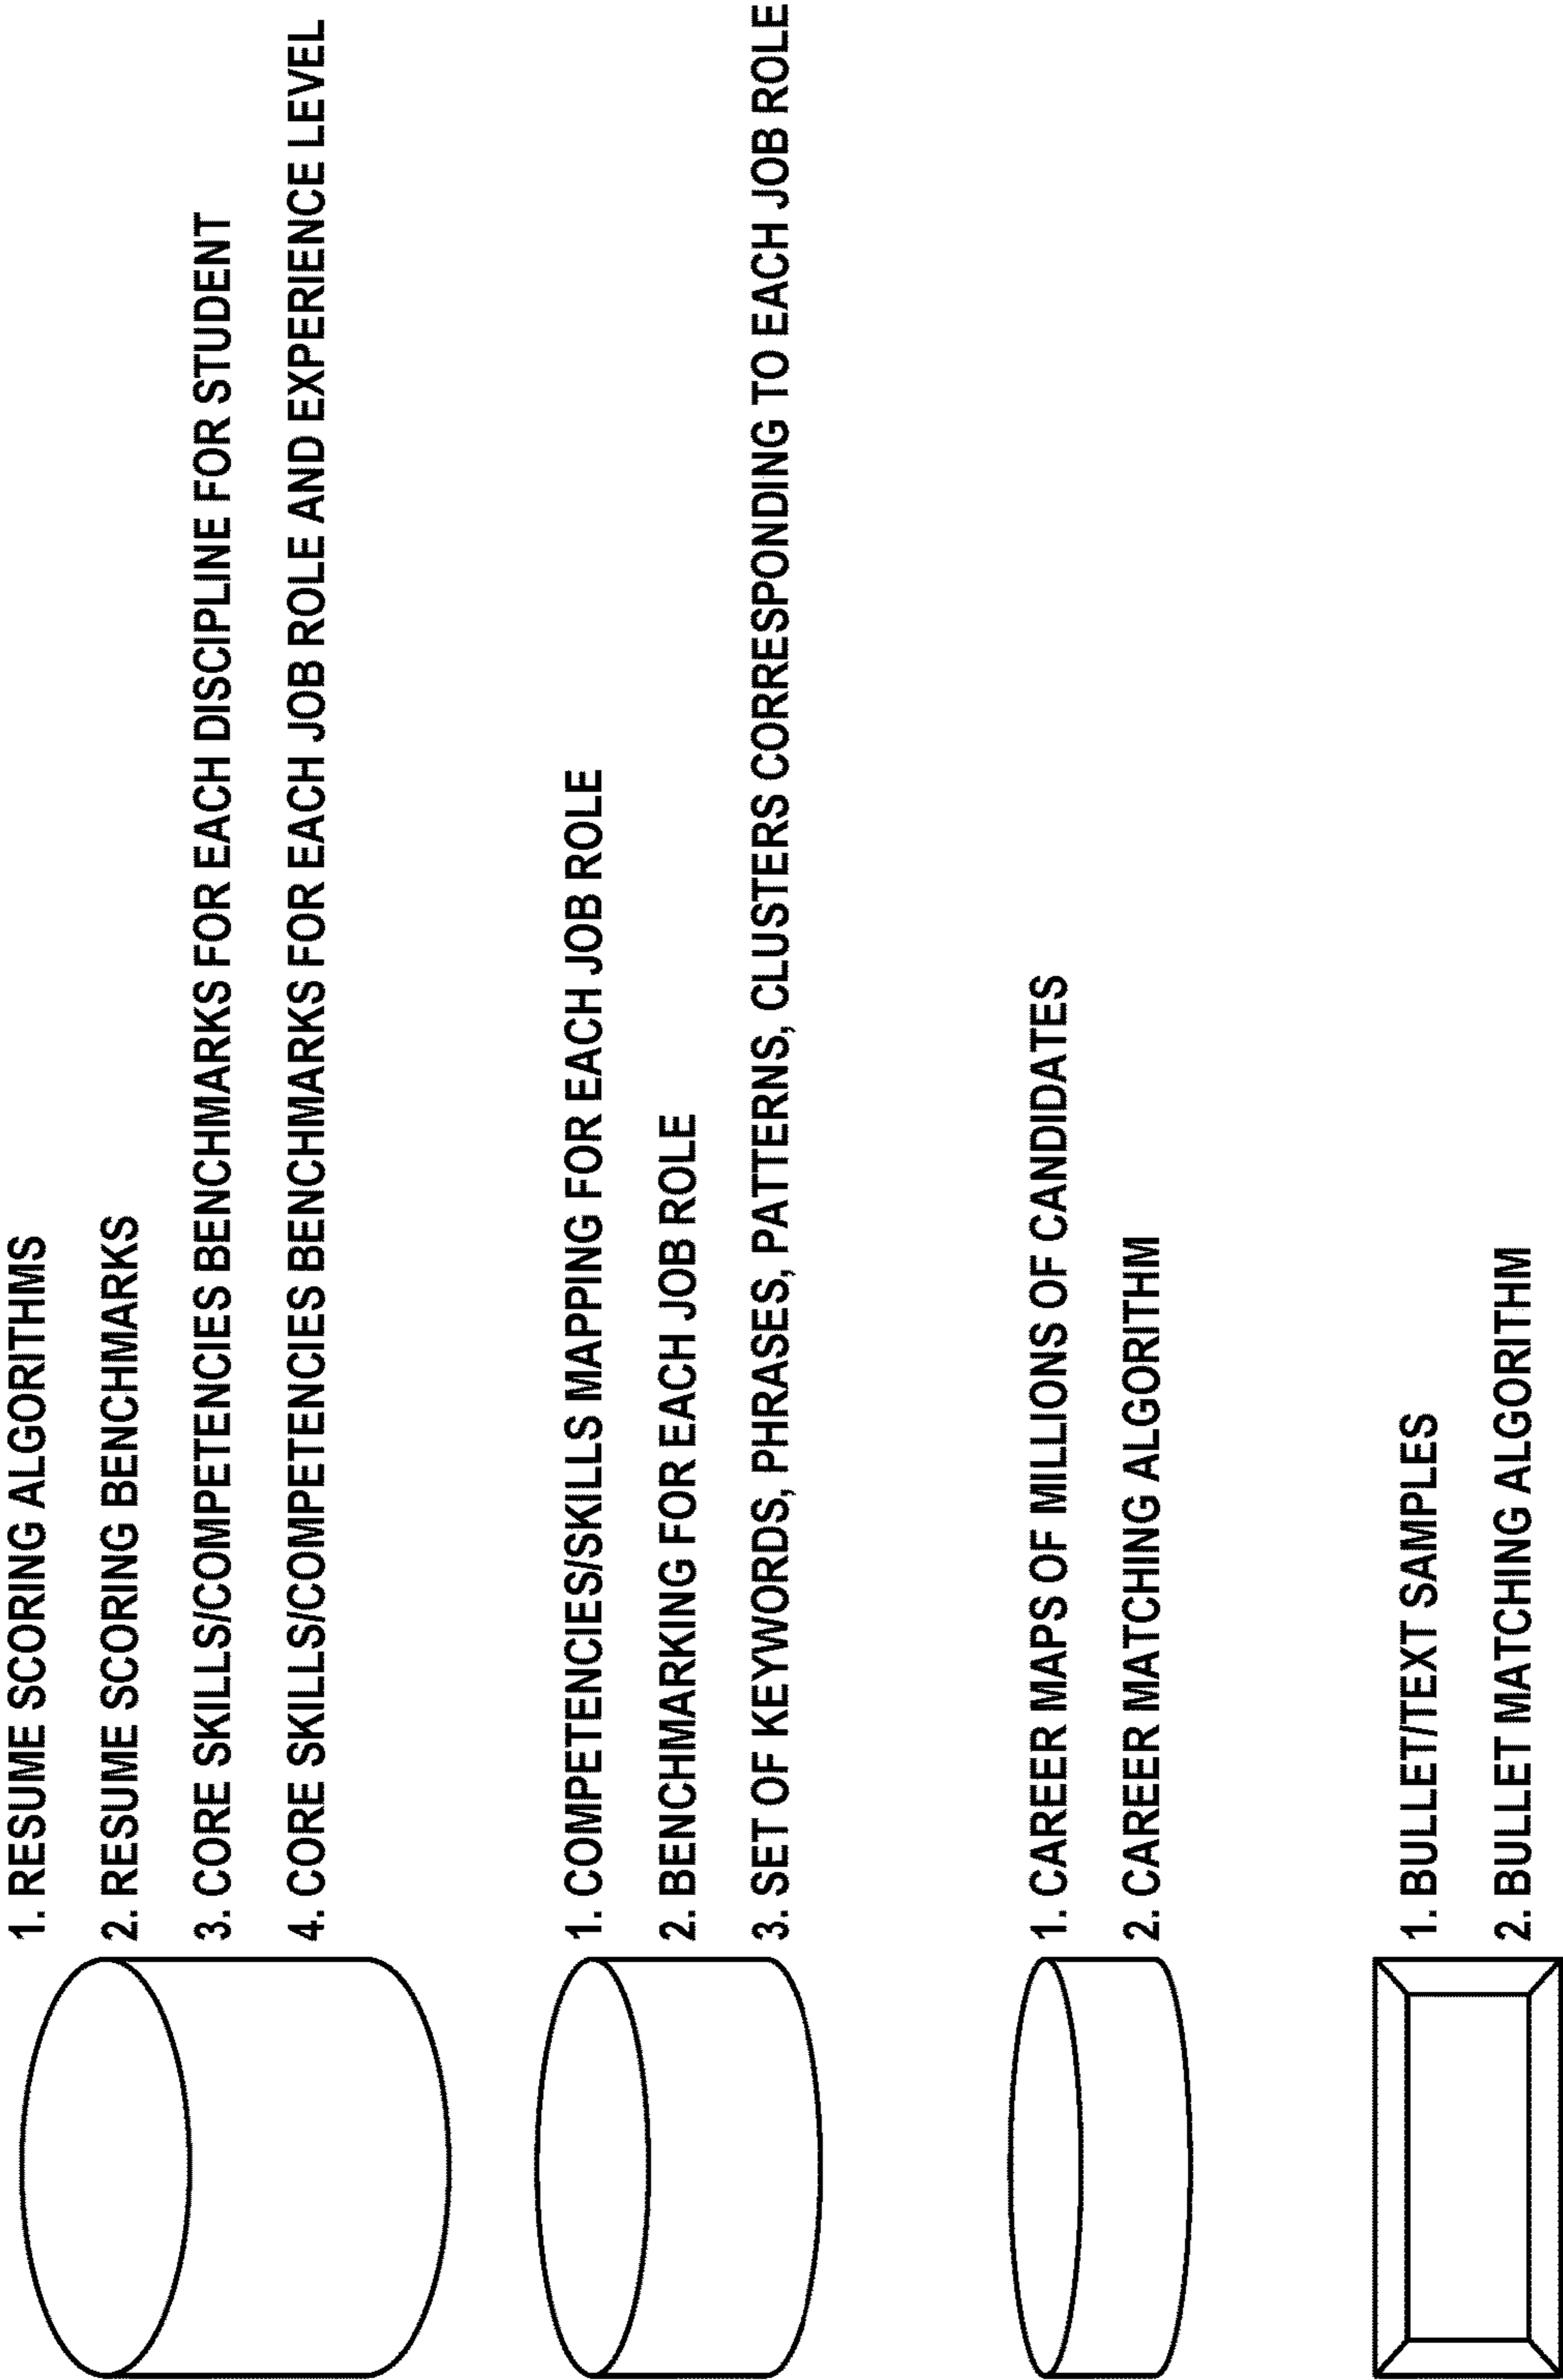 1. RESUME SCORING ALGORITHMS
2. RESUME SCORING BENCHMARKS
3. CORE SKILLS/COMPETENCIES BENCHMARKS FOR EACH DISCIPLINE FOR STUDENT
4. CORE SKILLS/COMPETENCIES BENCHMARKS FOR EACH JOB ROLE AND EXPERIENCE LEVEL
1. COMPETENCIES/SKILLS MAPPING FOR EACH JOB ROLE
2. BENCHMARKING FOR EACH JOB ROLE
3. SET OF KEYWORDS, PHRASES, PATTERNS, CLUSTERS CORRESPONDING TO EACH JOB ROLE
1. CAREER MAPS OF MILLIONS OF CANDIDATES
2. CAREER MATCHING ALGORITHM
1. BULLET/TEXT SAMPLES
2. BULLET MATCHING ALGORITHM